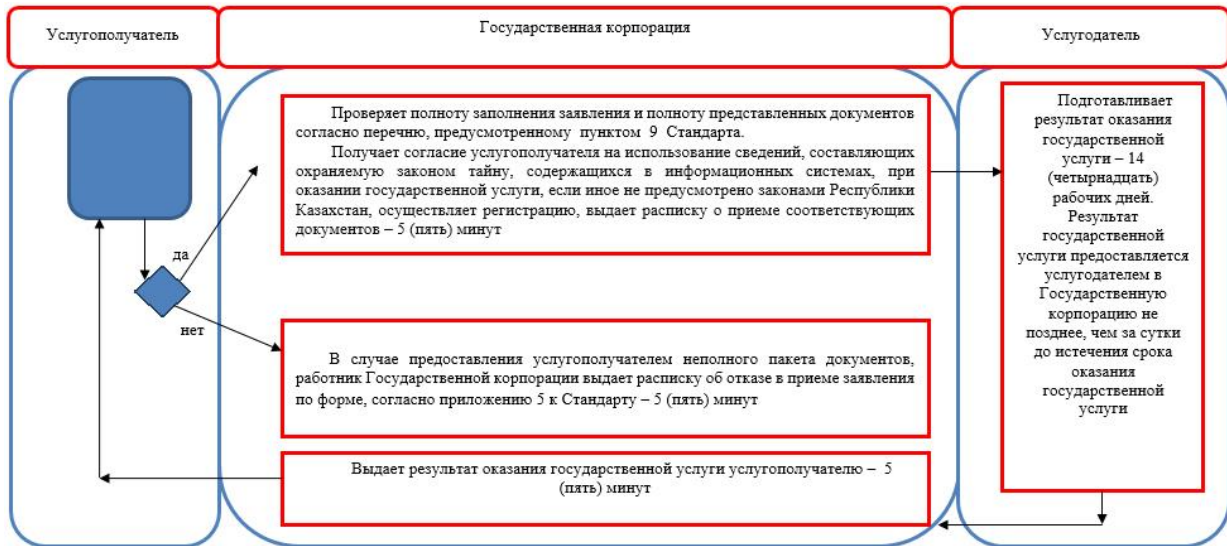 Услугополучатель
Государственная корпорация
Услугодатель
Проверяет полноту заполнения заявления и полноту представленных документов
согласно перечню, предусмотренному пунктом 9 Стандарта.
Получает согласие услугополучателя на использование сведений, составляющих
охраняемую законом тайну, содержащихся в информационных системах, при
оказании государственной услуги, если иное не предусмотрено законами Республики
Казахстан, осуществляет регистрацию, выдает расписку о приеме соответствующих
документов – 5 (пять) минут
да
нет
В случае предоставления услугополучателем неполного пакета документов,
работник Государственной корпорации выдает расписку об отказе в приеме заявления
по форме, согласно приложению 5 к Стандарту – 5 (пять) минут
Выдает результат оказания государственной услуги услугополучателю – 5
(пять) минут
Подготавливает
результат оказания
государственной
услуги – 14
(четырнадцать)
рабочих дней.
Результат
государственной
услуги предоставляется
услугодателем в
Государственную
корпорацию не
позднее, чем за сутки
до истечения срока
оказания
государственной
услуги